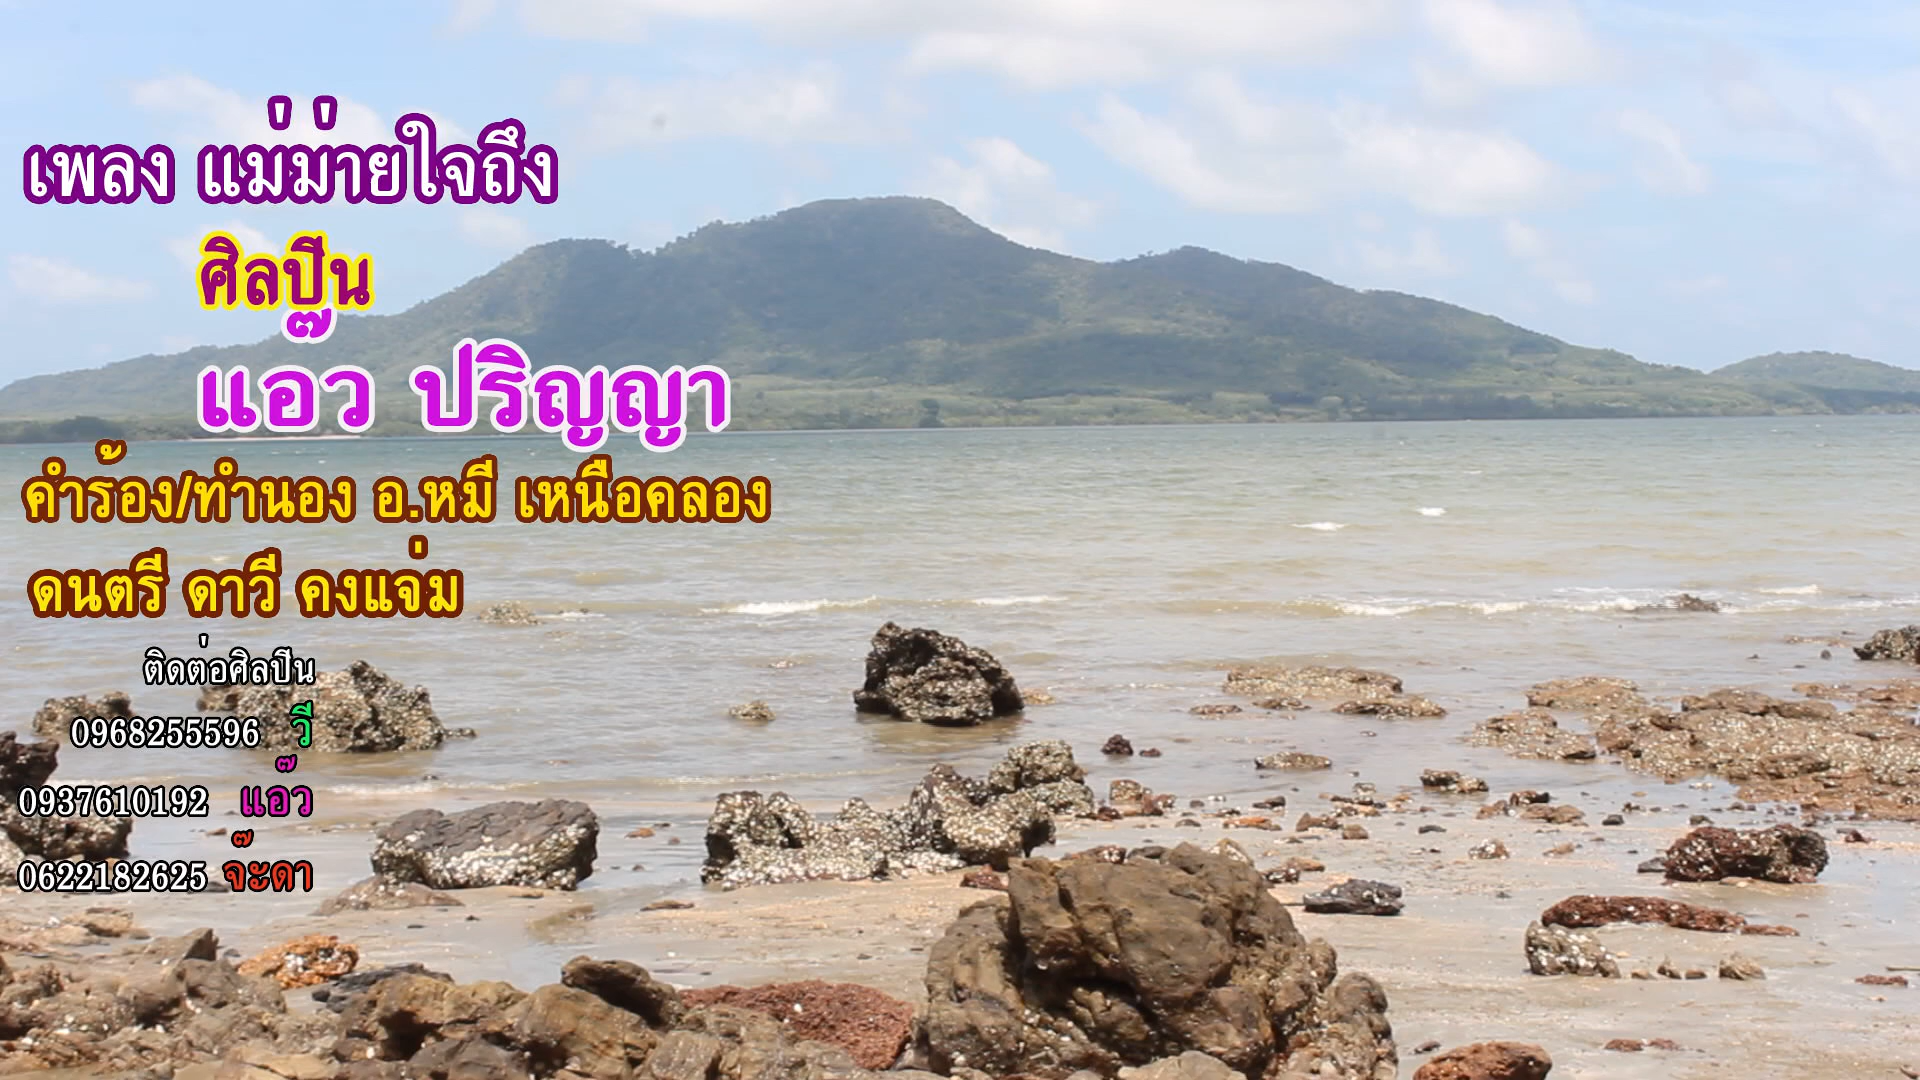 เพลง แม่ม่ายใจถึง
ศิลปีน
แอ๊ว ปริญญา
คำร้อง/ทำนอง อ.หมี เหนือคลอง
ดนตรี ดาวี คงแจ่ม
ติดต่อศิลปีน
0968255596 วี
0937610192 แอ๊ว
0622182625 จ๊ะดา